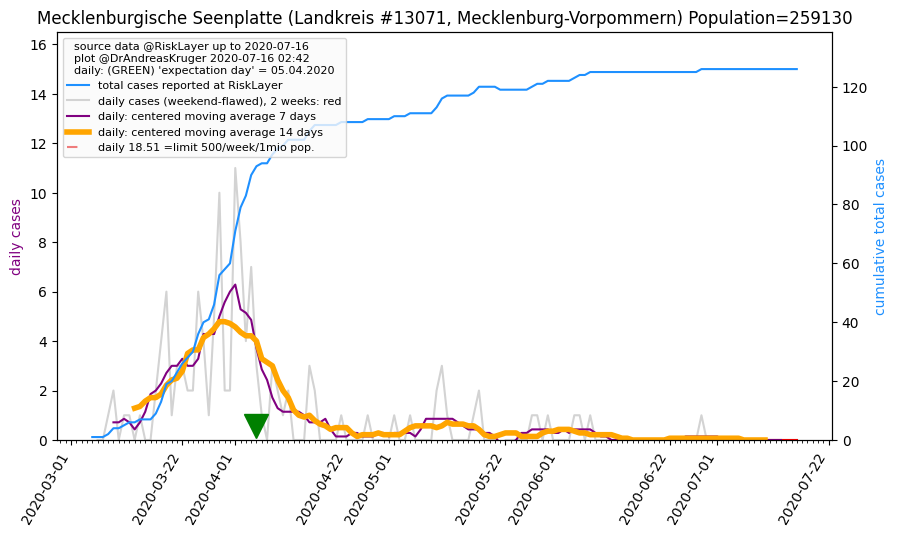 Mecklenburgische Seenplatte (Landkreis #13071, Mecklenburg-Vorpommern) Population=259130
source data @RiskLayer up to 2020-07-16
plot @DrAndreasKruger 2020-07-16 02:42
daily: (GREEN) 'expectation day' = 05.04.2020
total cases reported at RiskLayer
daily cases (weekend-flawed), 2 weeks: red
daily: centered moving average 7 days
daily: centered moving average 14 days
daily 18.51 =limit 500/week/1mio pop.
daily cases
16
14
12
10
8
6
4
2
0
cumulative total cases
120
100
80
60
40
20
0
2020-03-01
2020-03-22
2020-04-01
2020-04-22
2020-05-01
2020-05-22
2020-06-01
2020-06-22
2020-07-01
2020-07-22